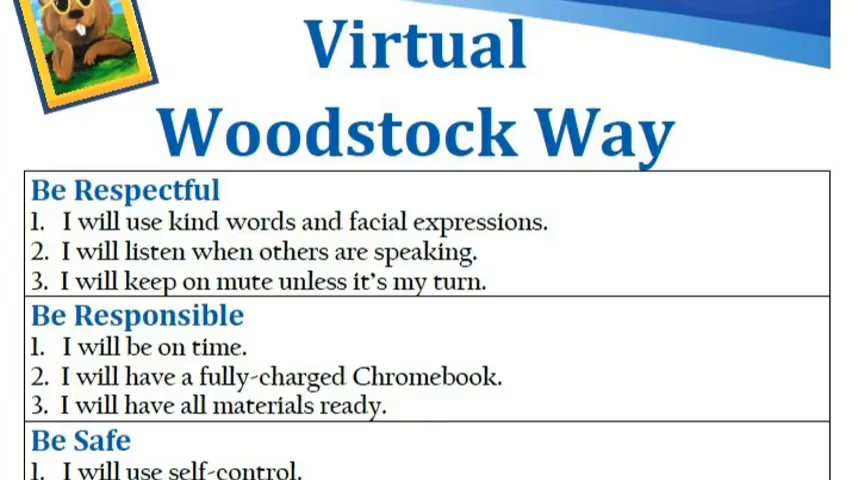 Virtual
Woodstock Way
Be Respectful
1. I will use kind words and facial expressions.
2. I will listen when others are speaking.
3. I will keep on mute unless it's my turn.
Be Responsible
1. I will be on time.
2. I will have a fully-charged Chromebook.
3. I will have all materials ready.
Be Safe
1. I will use self-control.